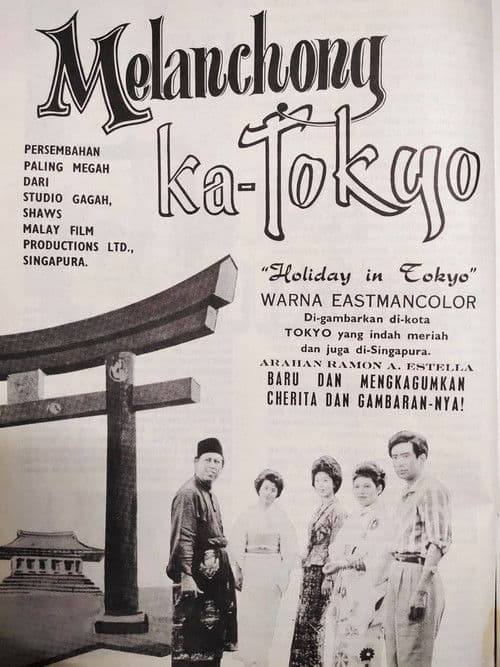 Melanchong
ka-Tokyo
PERSEMBAHAN
PALING MEGAH
DARI
STUDIO GAGAH,
SHAWS
MALAY FILM
PRODUCTIONS LTD.,
SINGAPURA.
"Holiday in Tokyo"
WARNA EASTMANCOLOR
Di-gambarkan di-kota
TOKYO yang indah meriah
dan juga di-Singapura.
ARAHAN RAMON A. ESTELLA
BARU DAN MENGKAGUMKAN
CHERITA DAN GAMBARAN-NYA!